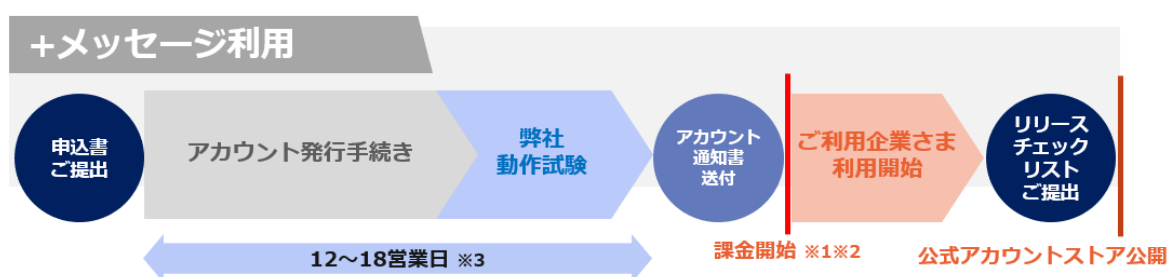 +メッセージ利用
申込書
ご提出
アカウント発行手続き
弊社
動作試験
アカウント
通知書
送付
ご利用企業さま
利用開始
リリース
チェック
リスト
ご提出
12～18営業日 ※3
課金開始 ※1※2
公式アカウントストア公開